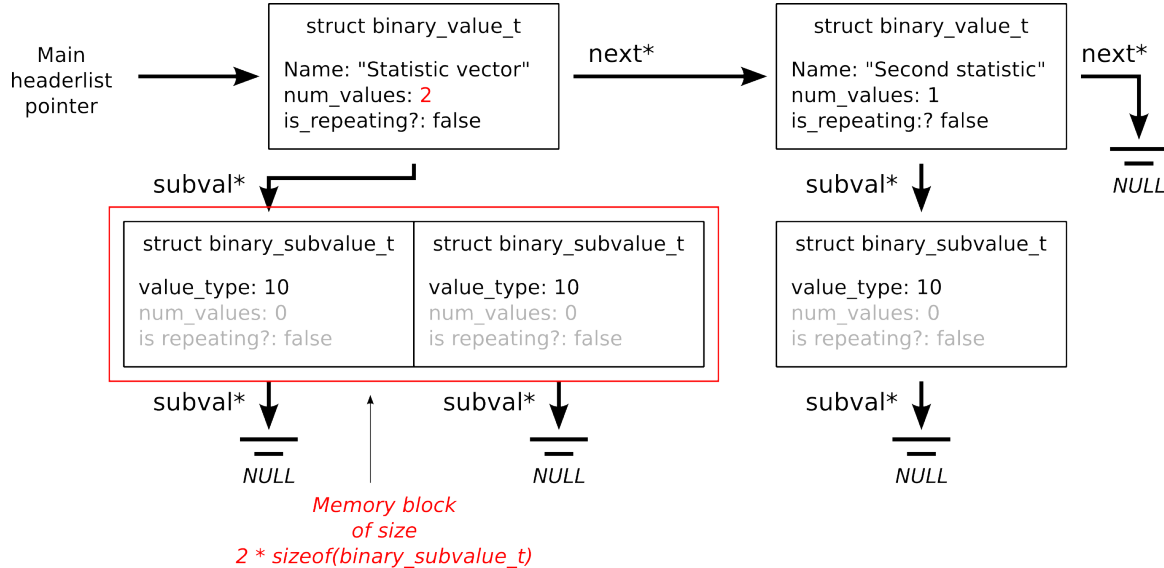 Main
headerlist
pointer
struct binary_value_t
Name: "Statistic vector"
num_values: 2
is_repeating?: false
next*
struct binary_value_t
Name: "Second statistic"
num_values: 1
is_repeating:? false
next*
NULL
subval*
subval*
struct binary_subvalue_t
value_type: 10
num_values: 0
is repeating?: false
struct binary_subvalue_t
value_type: 10
num_values: 0
is repeating?: false
struct binary_subvalue_t
value_type: 10
num_values: 0
is repeating?: false
subval*
NULL
subval*
NULL
subval*
NULL
Memory block
of size
2 * sizeof(binary_subvalue_t)